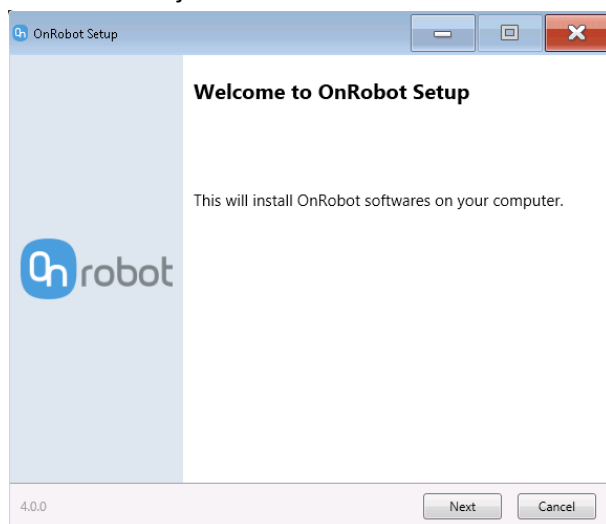 OnRobot Setup
Welcome to OnRobot Setup
This will install OnRobot softwares on your computer.
On robot
4.0.0
Next
Cancel